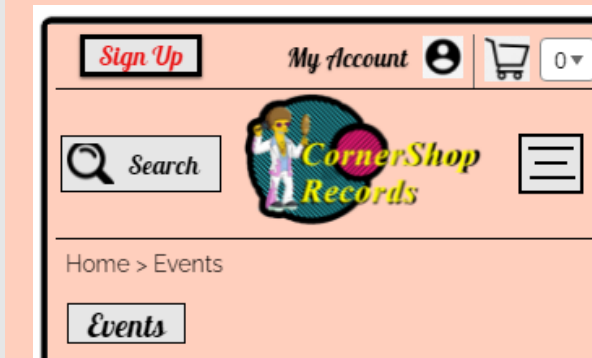 Sign Up My Account 0
Search
CornerShop
Records
Home > Events
Events